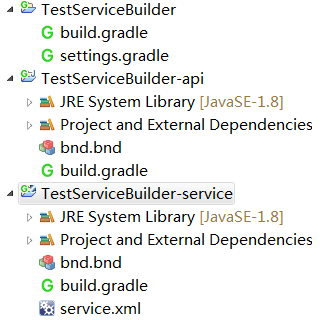 TestServiceBuilder
build.gradle
settings.gradle
TestServiceBuilder-api
JRE System Library [JavaSE-1.8]
Project and External Dependencies
bnd.bnd
build.gradle
TestServiceBuilder-service
JRE System Library [JavaSE-1.8]
Project and External Dependencies
bnd.bnd
build.gradle
service.xml